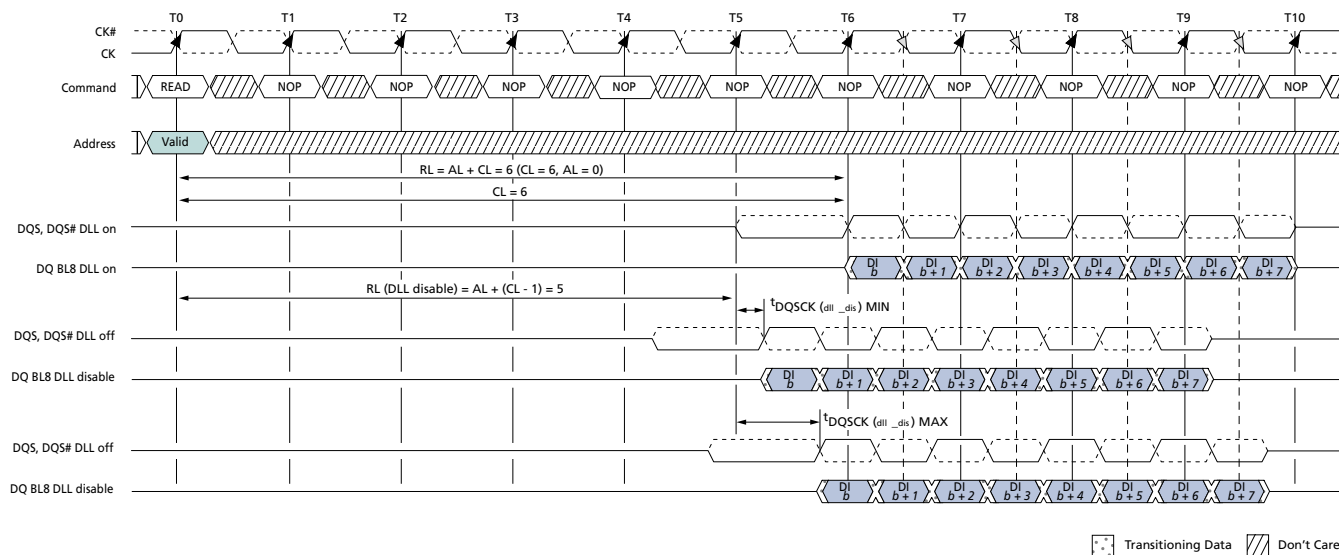 T0 T1 T2 T3 T4 T5 T6 T7 T8 T9 T10
CK#
CK
Command READ NOP NOP NOP NOP NOP NOP NOP NOP NOP NOP
Address Valid
RL = AL + CL = 6 (CL = 6, AL = 0)
CL = 6
DQS, DQS# DLL on
DQ BL8 DLL on DI b DI b + 1 DI b + 2 DI b + 3 DI b + 4 DI b + 5 DI b + 6 DI b + 7
RL (DLL disable) = AL + (CL - 1) = 5
tDQSCK (dll _dis) MIN
DQS, DQS# DLL off
DQ BL8 DLL disable DI b DI b + 1 DI b + 2 DI b + 3 DI b + 4 DI b + 5 DI b + 6 DI b + 7
tDQSCK (dll _dis) MAX
DQS, DQS# DLL off
DQ BL8 DLL disable DI b DI b + 1 DI b + 2 DI b + 3 DI b + 4 DI b + 5 DI b + 6 DI b + 7
Transitioning Data Don't Care